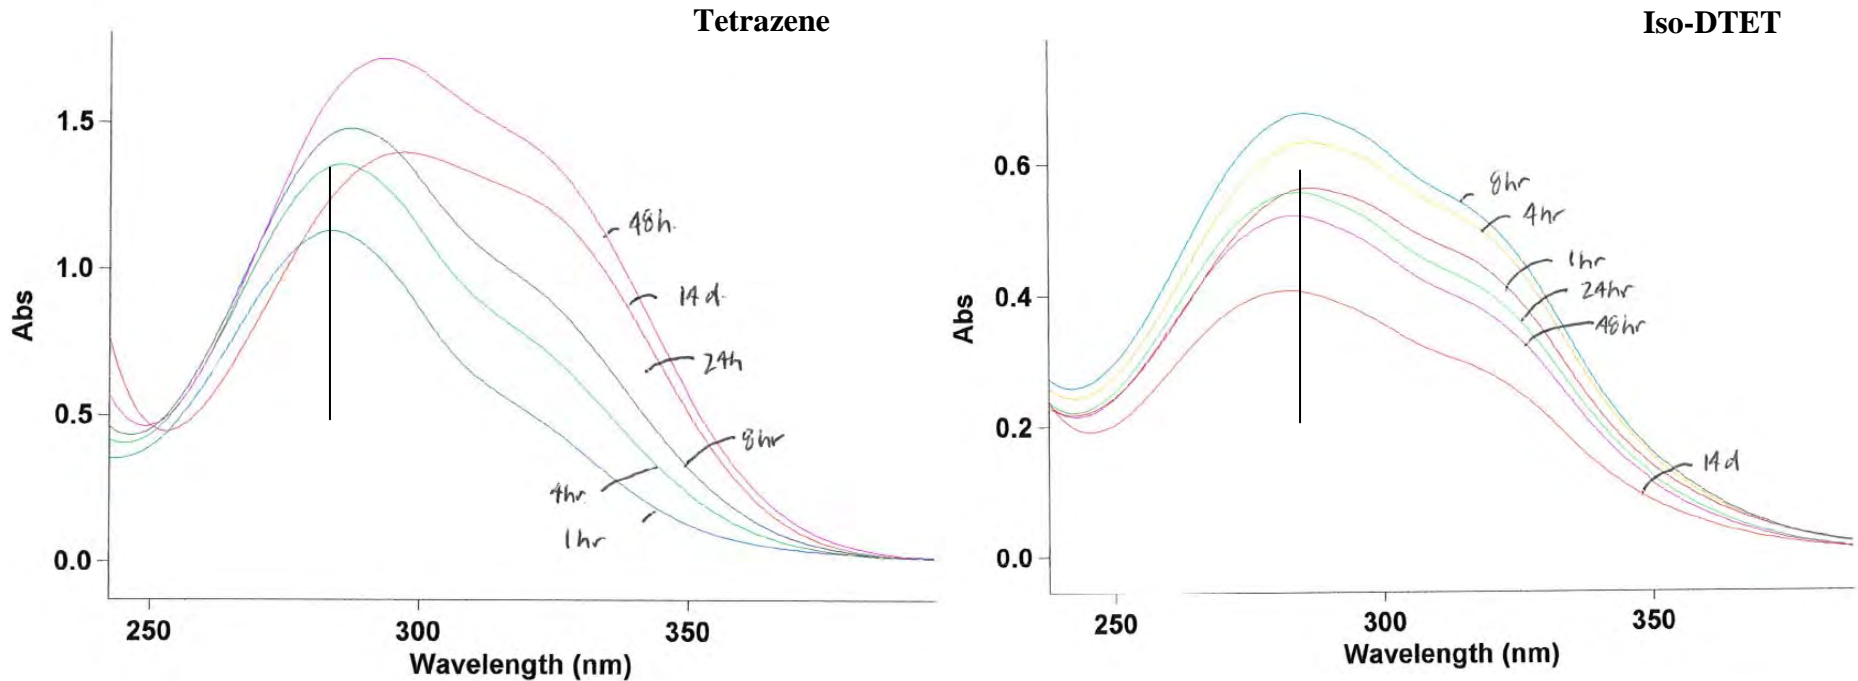 Tetrazene
1.5
1.0
0.5
0.0
Abs
250
300
350
Wavelength (nm)
48h.
14d.
24h
8hr
4hr
1hr
Iso-DTET
0.6
0.4
0.2
0.0
Abs
250
300
350
Wavelength (nm)
8hr
4hr
1hr
24hr
48hr
14d